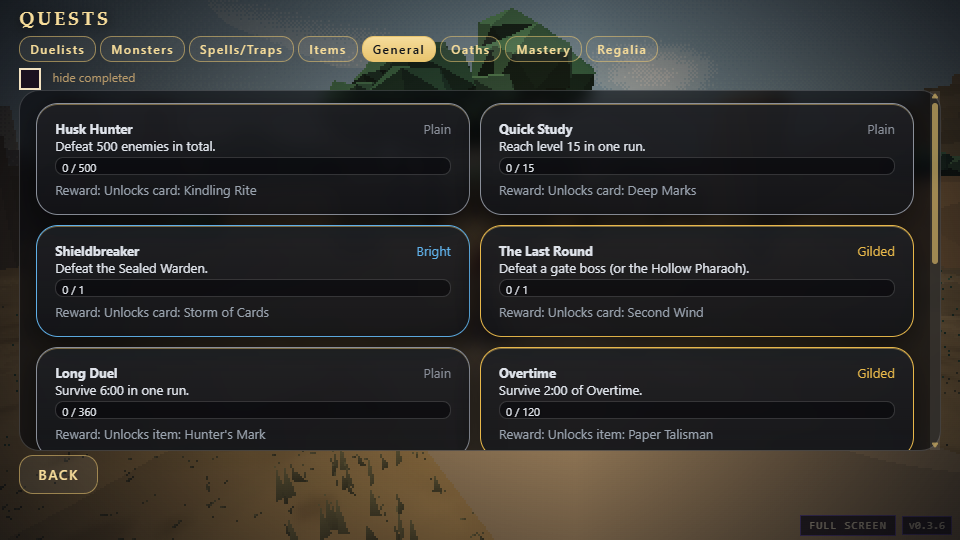 QUESTS
Duelists Monsters Spells/Traps Items General Oaths Mastery Regalia
hide completed
Husk Hunter Plain
Defeat 500 enemies in total.
0 / 500
Reward: Unlocks card: Kindling Rite
Quick Study Plain
Reach level 15 in one run.
0 / 15
Reward: Unlocks card: Deep Marks
Shieldbreaker Bright
Defeat the Sealed Warden.
0 / 1
Reward: Unlocks card: Storm of Cards
The Last Round Gilded
Defeat a gate boss (or the Hollow Pharaoh).
0 / 1
Reward: Unlocks card: Second Wind
Long Duel Plain
Survive 6:00 in one run.
0 / 360
Reward: Unlocks item: Hunter's Mark
Overtime Gilded
Survive 2:00 of Overtime.
0 / 120
Reward: Unlocks item: Paper Talisman
BACK
FULL SCREEN v0.3.6